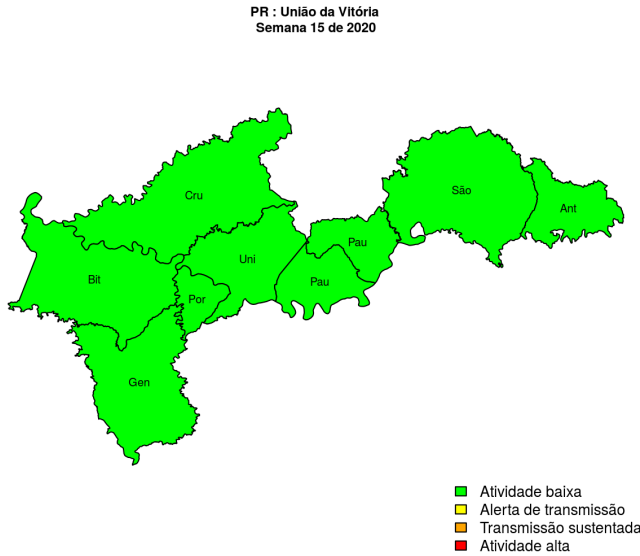 PR : União da Vitória
Semana 15 de 2020
Cru
São
Ant
Pau
Uni
Bit
Pau
Por
Gen
Atividade baixa
Alerta de transmissão
Transmissão sustentada
Atividade alta